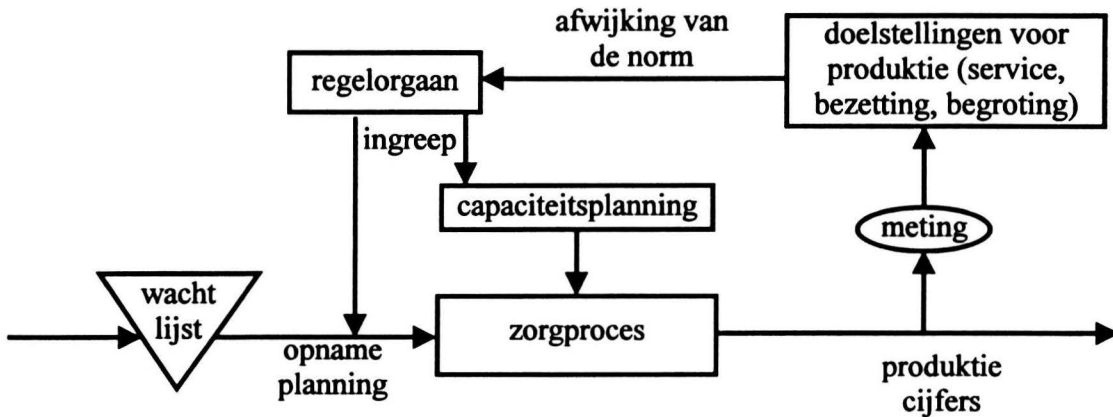 afwijking van
de norm
doelstellingen voor
produktie (service,
bezetting, begroting)
regelorgaan
ingreep
capaciteitsplanning
meting
wacht
lijst
opname
planning
zorgproces
produktie
cijfers